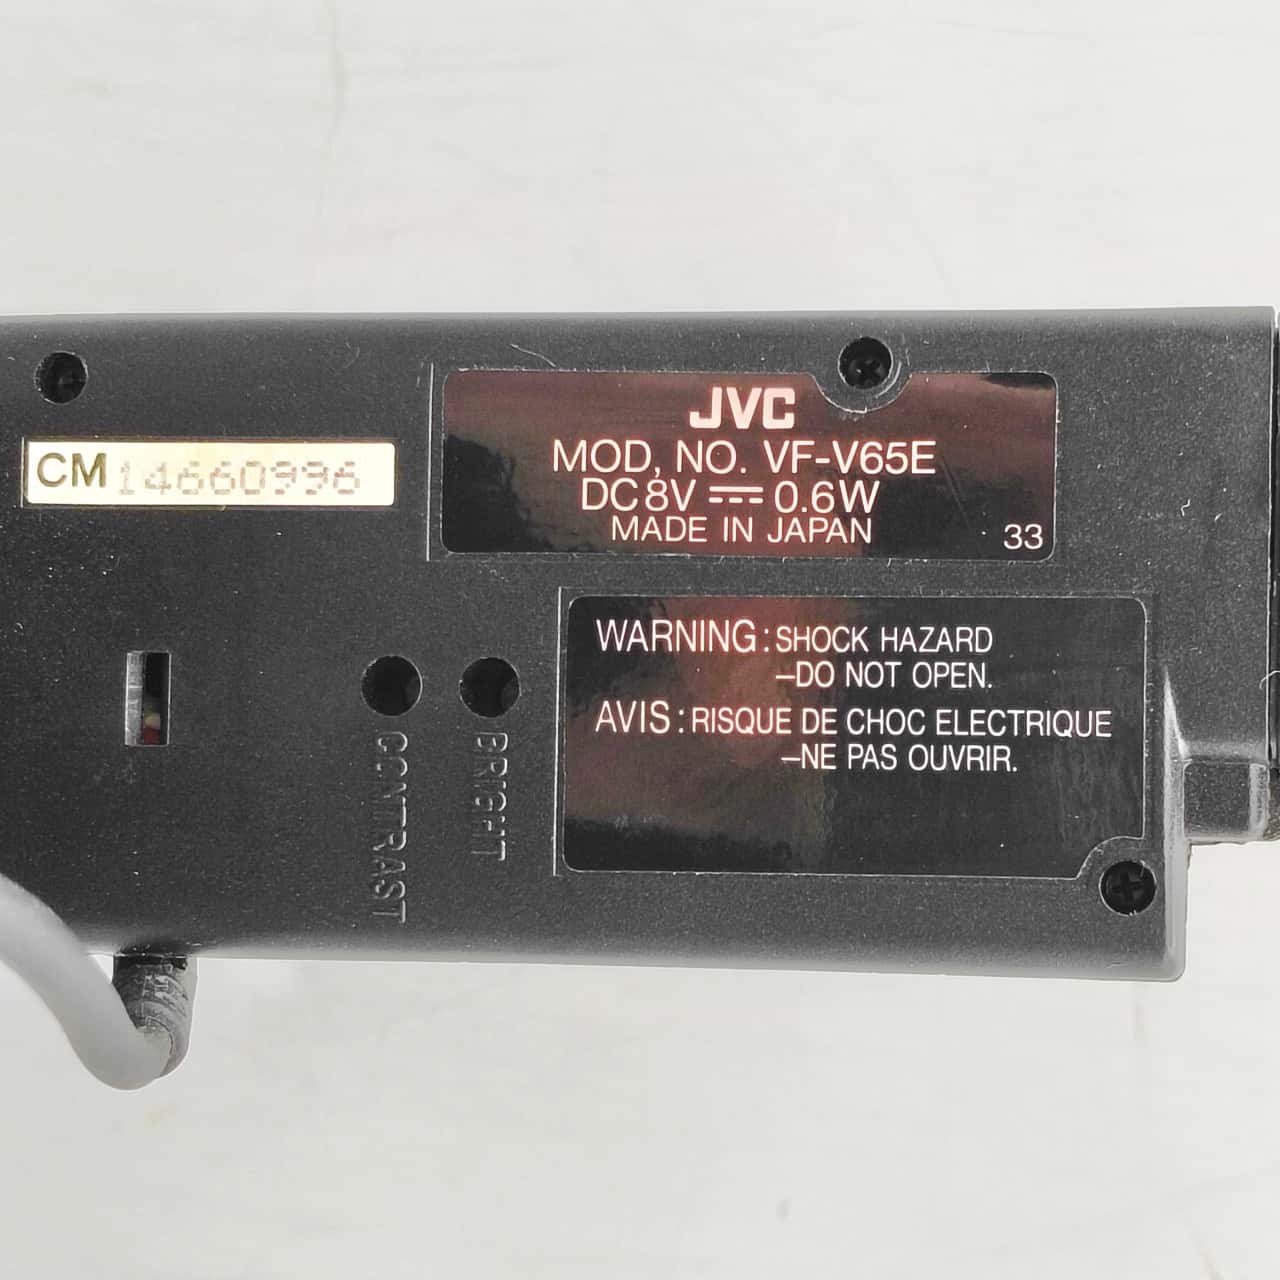 CM 14660996
JVC
MOD, NO. VF-V65E
DC 8V ⎓ 0.6W
MADE IN JAPAN
33
WARNING: SHOCK HAZARD
–DO NOT OPEN.
AVIS: RISQUE DE CHOC ELECTRIQUE
–NE PAS OUVRIR.
BRIGHT
CONTRAST